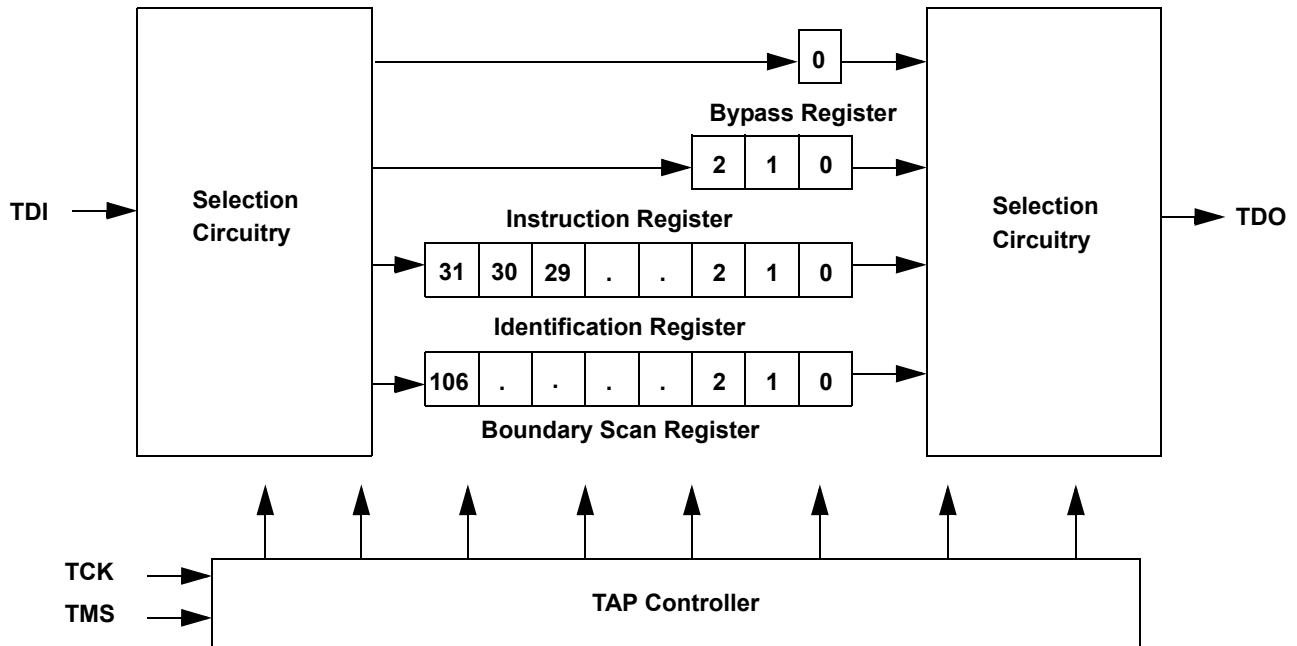 0
Bypass Register
2 1 0
Selection
Circuitry
TDI
Selection
Circuitry
TDO
Instruction Register
31 30 29 . . 2 1 0
Identification Register
106 . . . . 2 1 0
Boundary Scan Register
TCK
TMS
TAP Controller